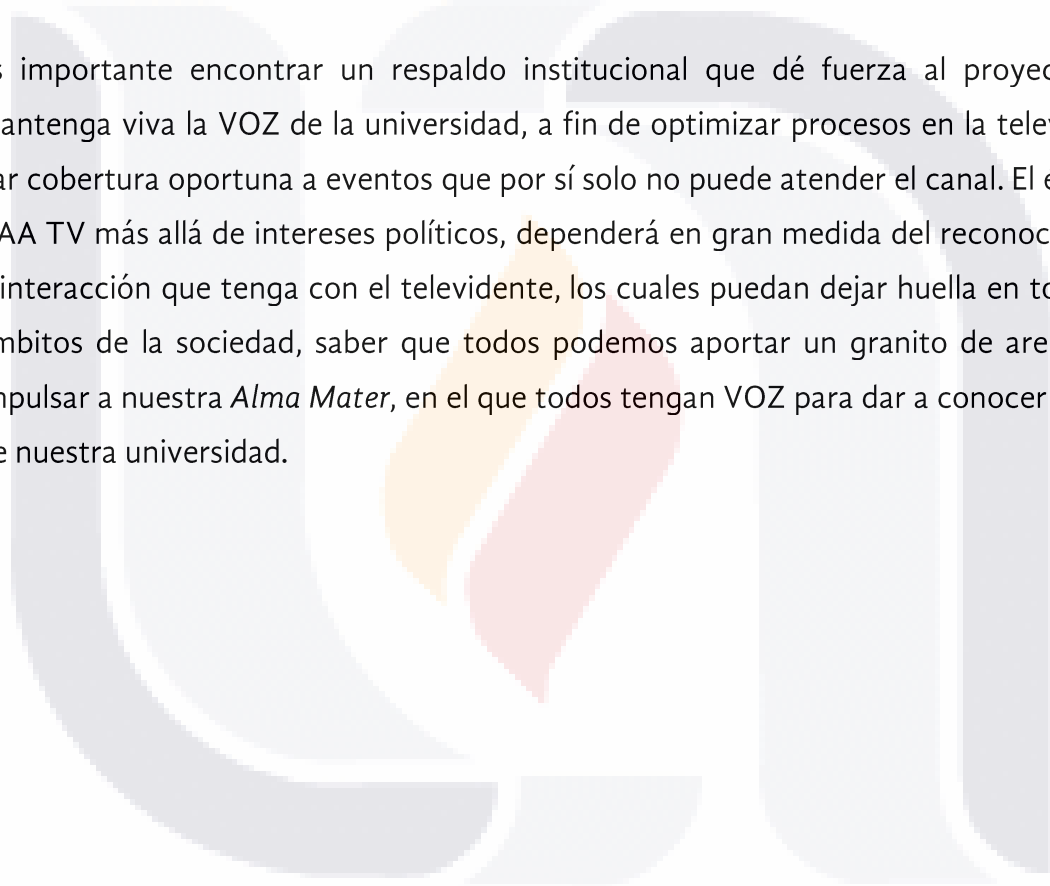 s importante encontrar un respaldo institucional que dé fuerza al proyec
antenga viva la VOZ de la universidad, a fin de optimizar procesos en la telev
ar cobertura oportuna a eventos que por sí solo no puede atender el canal. El e
AA TV más allá de intereses políticos, dependerá en gran medida del reconoc
interacción que tenga con el televidente, los cuales puedan dejar huella en to
mbitos de la sociedad, saber que todos podemos aportar un granito de are
mpulsar a nuestra Alma Mater, en el que todos tengan VOZ para dar a conocer
e nuestra universidad.